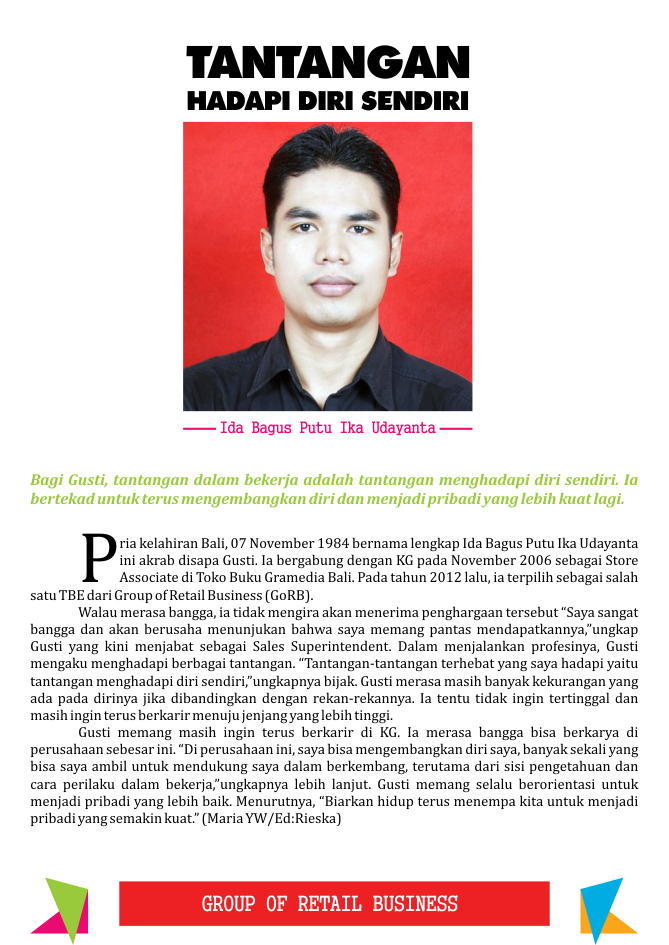 TANTANGAN
HADAPI DIRI SENDIRI
Ida Bagus Putu Ika Udayanta
Bagi Gusti, tantangan dalam bekerja adalah tantangan menghadapi diri sendiri. Ia
bertekad untuk terus mengembangkan diri dan menjadi pribadi yang lebih kuat lagi.
Pria kelahiran Bali, 07 November 1984 bernama lengkap Ida Bagus Putu Ika Udayanta
ini akrab disapa Gusti. Ia bergabung dengan KG pada November 2006 sebagai Store
Associate di Toko Buku Gramedia Bali. Pada tahun 2012 lalu, ia terpilih sebagai salah
satu TBE dari Group of Retail Business (GoRB).
Walau merasa bangga, ia tidak mengira akan menerima penghargaan tersebut “Saya sangat
bangga dan akan berusaha menunjukan bahwa saya memang pantas mendapatkannya,”ungkap
Gusti yang kini menjabat sebagai Sales Superintendent. Dalam menjalankan profesinya, Gusti
mengaku menghadapi berbagai tantangan. “Tantangan-tantangan terhebat yang saya hadapi yaitu
tantangan menghadapi diri sendiri,”ungkapnya bijak. Gusti merasa masih banyak kekurangan yang
ada pada dirinya jika dibandingkan dengan rekan-rekannya. Ia tentu tidak ingin tertinggal dan
masih ingin terus berkarir menuju jenjang yang lebih tinggi.
Gusti memang masih ingin terus berkarir di KG. Ia merasa bangga bisa berkarya di
perusahaan sebesar ini. “Di perusahaan ini, saya bisa mengembangkan diri saya, banyak sekali yang
bisa saya ambil untuk mendukung saya dalam berkembang, terutama dari sisi pengetahuan dan
cara perilaku dalam bekerja,”ungkapnya lebih lanjut. Gusti memang selalu berorientasi untuk
menjadi pribadi yang lebih baik. Menurutnya, “Biarkan hidup terus menempa kita untuk menjadi
pribadi yang semakin kuat.” (Maria YW/Ed:Rieska)
GROUP OF RETAIL BUSINESS